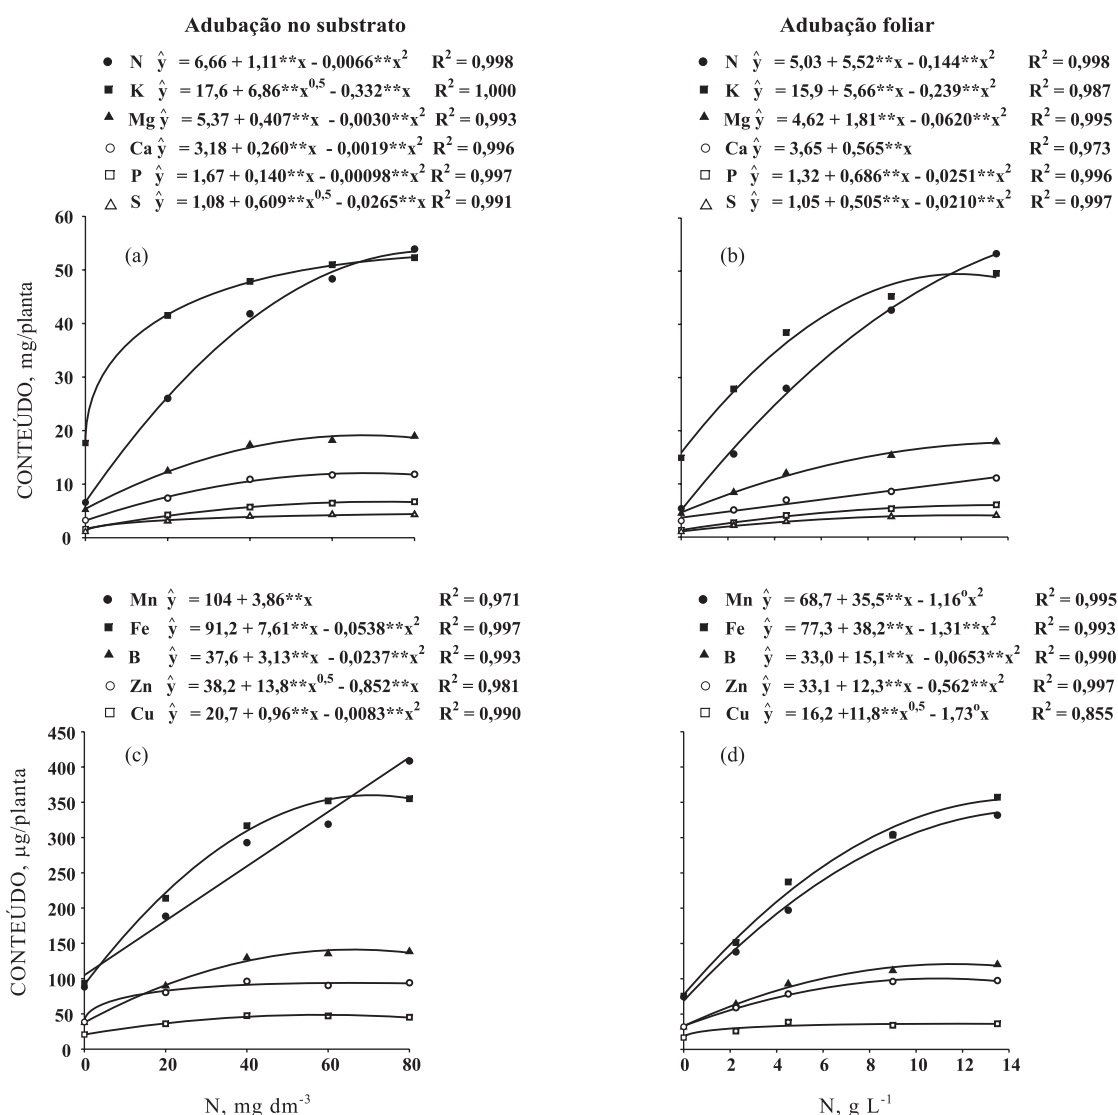 Adubação no substrato
N ŷ = 6,66 + 1,11**x - 0,0066**x² R² = 0,998
K ŷ = 17,6 + 6,86**x^0,5 - 0,332**x R² = 1,000
Mg ŷ = 5,37 + 0,407**x - 0,0030**x² R² = 0,993
Ca ŷ = 3,18 + 0,260**x - 0,0019**x² R² = 0,996
P ŷ = 1,67 + 0,140**x - 0,00098**x² R² = 0,997
S ŷ = 1,08 + 0,609**x^0,5 - 0,0265**x R² = 0,991
60
50
40
30
20
10
0
CONTEÚDO, mg/planta
(a)
Adubação foliar
N ŷ = 5,03 + 5,52**x - 0,144**x² R² = 0,998
K ŷ = 15,9 + 5,66**x - 0,239**x² R² = 0,987
Mg ŷ = 4,62 + 1,81**x - 0,0620**x² R² = 0,995
Ca ŷ = 3,65 + 0,565**x R² = 0,973
P ŷ = 1,32 + 0,686**x - 0,0251**x² R² = 0,996
S ŷ = 1,05 + 0,505**x - 0,0210**x² R² = 0,997
(b)
Mn ŷ = 104 + 3,86**x R² = 0,971
Fe ŷ = 91,2 + 7,61**x - 0,0538**x² R² = 0,997
B ŷ = 37,6 + 3,13**x - 0,0237**x² R² = 0,993
Zn ŷ = 38,2 + 13,8**x^0,5 - 0,852**x R² = 0,981
Cu ŷ = 20,7 + 0,96**x - 0,0083**x² R² = 0,990
450
400
350
300
250
200
150
100
50
0
CONTEÚDO, µg/planta
(c)
0 20 40 60 80
N, mg dm⁻³
Mn ŷ = 68,7 + 35,5**x - 1,16°x² R² = 0,995
Fe ŷ = 77,3 + 38,2**x - 1,31**x² R² = 0,993
B ŷ = 33,0 + 15,1**x - 0,0653**x² R² = 0,990
Zn ŷ = 33,1 + 12,3**x - 0,562**x² R² = 0,997
Cu ŷ = 16,2 +11,8**x^0,5 - 1,73°x R² = 0,855
(d)
0 2 4 6 8 10 12 14
N, g L⁻¹